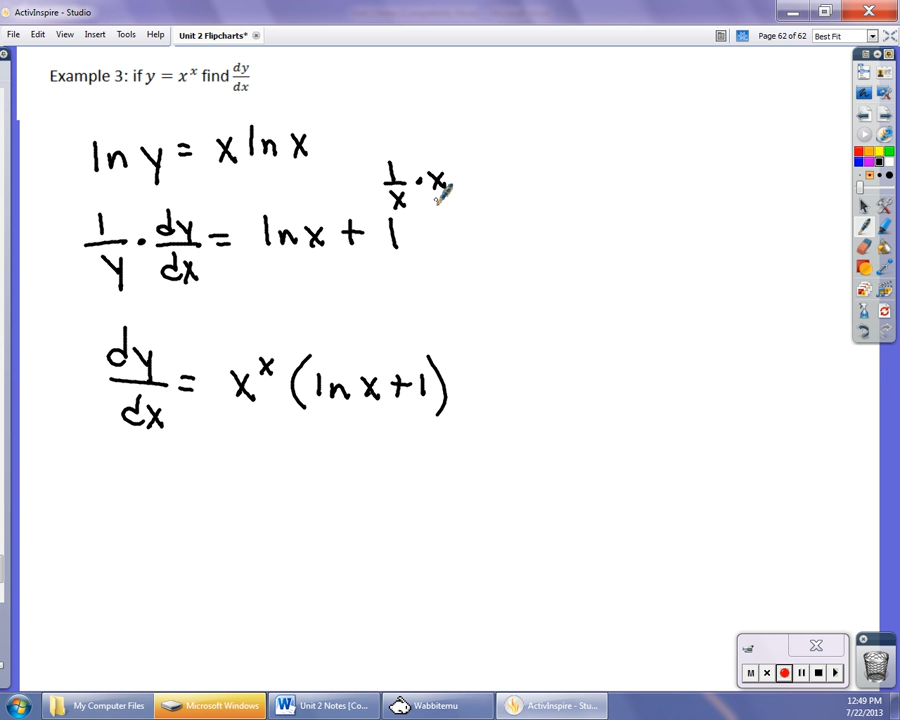 ActivInspire - Studio
File Edit View Insert Tools Help Unit 2 Flipcharts* Page 62 of 62 Best Fit
Example 3: if y = xˣ find dy/dx
ln y = x ln x
1/x · x
1/y · dy/dx = ln x + 1
dy/dx = xˣ (ln x + 1)
M
My Computer Files Microsoft Windows Unit 2 Notes [Co... Wabbitemu ActivInspire - Stu... 12:49 PM
7/22/2013